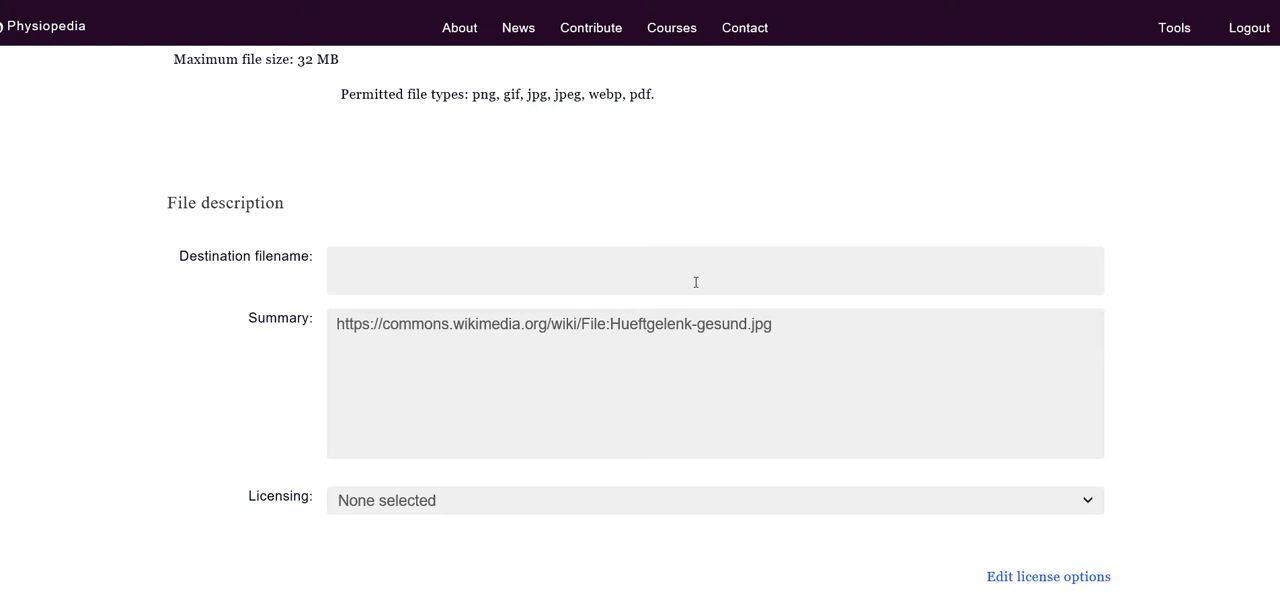 Physiopedia
About News Contribute Courses Contact
Tools Logout
Maximum file size: 32 MB
Permitted file types: png, gif, jpg, jpeg, webp, pdf.
File description
Destination filename:
Summary: https://commons.wikimedia.org/wiki/File:Hueftgelenk-gesund.jpg
Licensing: None selected
Edit license options